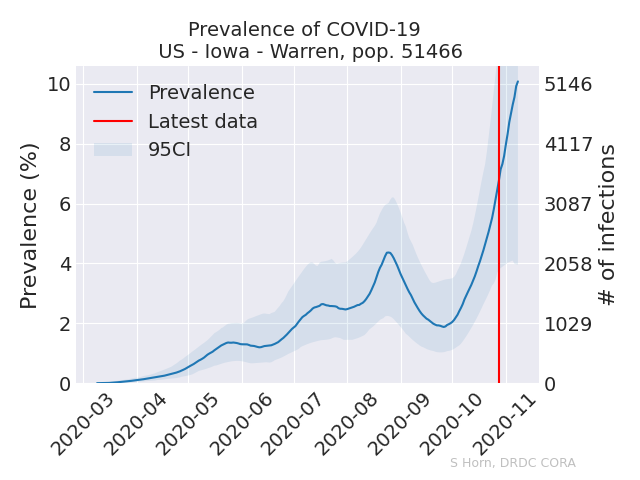 Prevalence of COVID-19
US - Iowa - Warren, pop. 51466
Prevalence
Latest data
95CI
Prevalence (%)
10
8
6
4
2
0
5146
4117
3087
2058
1029
0
# of infections
2020-03
2020-04
2020-05
2020-06
2020-07
2020-08
2020-09
2020-10
2020-11
S Horn, DRDC CORA